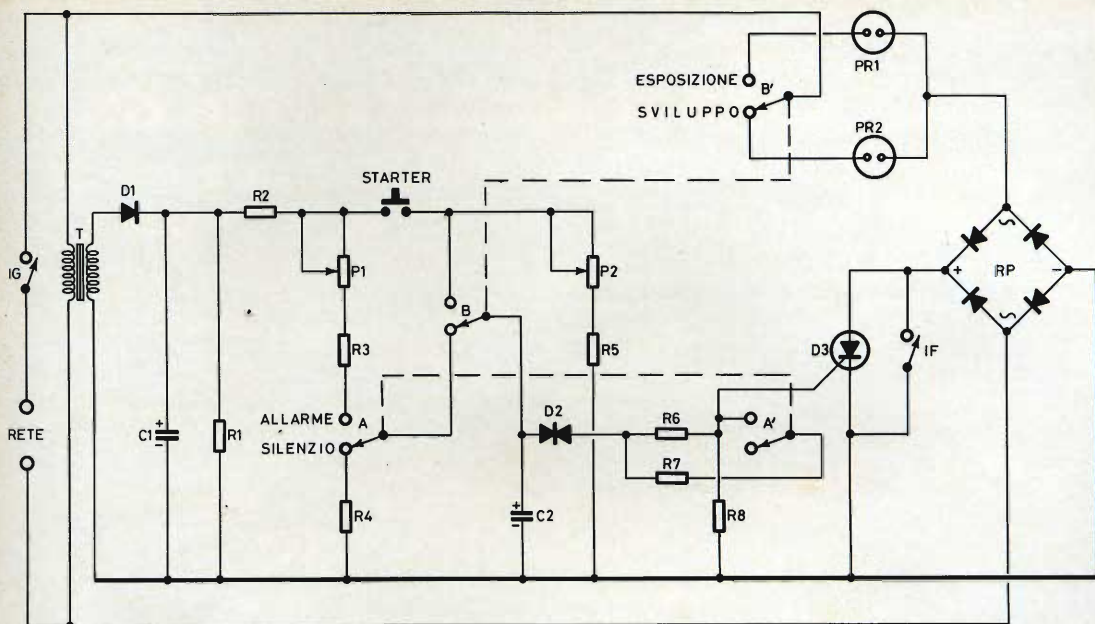 PR1
ESPOSIZIONE
B'
SVILUPPO
PR2
STARTER
D1
R2
T
IG
P1
P2
+
RP
−
B
R3
R5
D3
IF
ALLARME
A
D2
R6
A'
RETE
C1
+
−
R1
SILENZIO
R7
R4
+
−
C2
R8